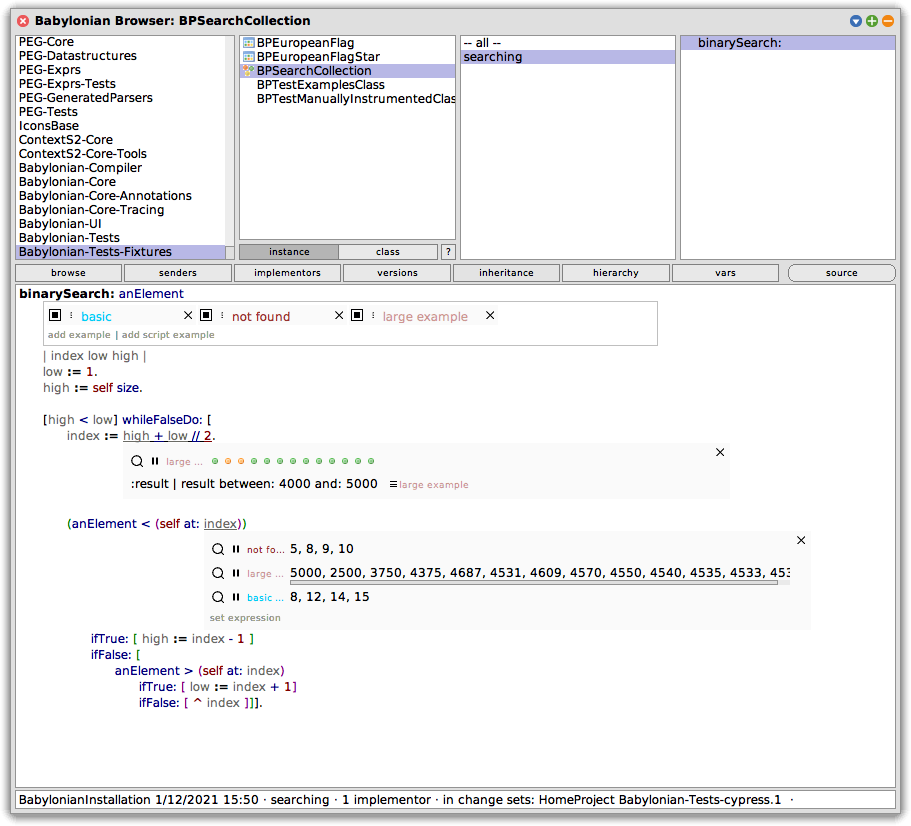 Babylonian Browser: BPSearchCollection
PEG-Core
PEG-Datastructures
PEG-Exprs
PEG-Exprs-Tests
PEG-GeneratedParsers
PEG-Tests
IconsBase
ContextS2-Core
ContextS2-Core-Tools
Babylonian-Compiler
Babylonian-Core
Babylonian-Core-Annotations
Babylonian-Core-Tracing
Babylonian-UI
Babylonian-Tests
Babylonian-Tests-Fixtures
BPEuropeanFlag
BPEuropeanFlagStar
BPSearchCollection
BPTestExamplesClass
BPTestManuallyInstrumentedClas
instance class ?
-- all --
searching
binarySearch:
browse senders implementors versions inheritance hierarchy vars source
binarySearch: anElement
basic not found large example
add example | add script example
| index low high |
low := 1.
high := self size.
[high < low] whileFalseDo: [
index := high + low // 2.
large ...
:result | result between: 4000 and: 5000 large example
(anElement < (self at: index))
not fo... 5, 8, 9, 10
large ... 5000, 2500, 3750, 4375, 4687, 4531, 4609, 4570, 4550, 4540, 4535, 4533, 453
basic ... 8, 12, 14, 15
set expression
ifTrue: [ high := index - 1 ]
ifFalse: [
anElement > (self at: index)
ifTrue: [ low := index + 1]
ifFalse: [ ^ index ]]].
BabylonianInstallation 1/12/2021 15:50 · searching · 1 implementor · in change sets: HomeProject Babylonian-Tests-cypress.1 ·